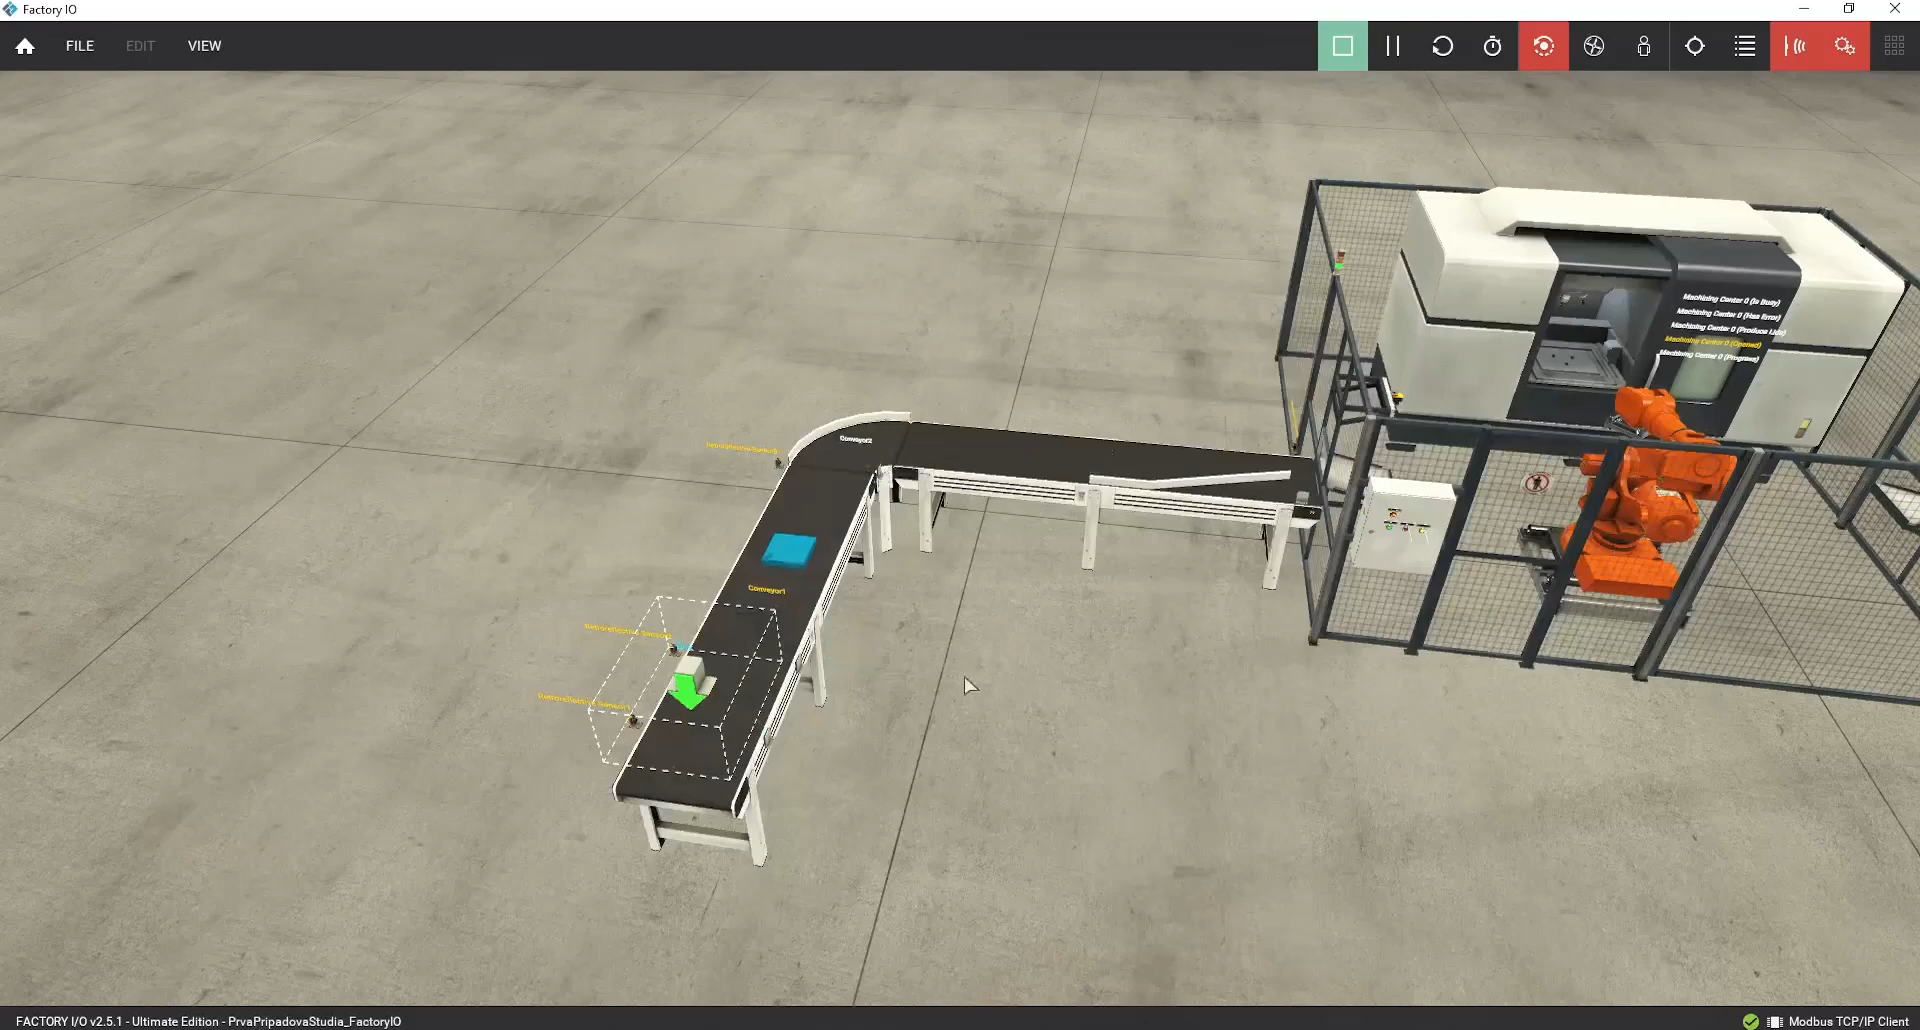 Factory IO
FILE
EDIT
VIEW
Machining Center 0 (Is Busy)
Machining Center 0 (Has Error)
Machining Center 0 (Produce Lids)
Machining Center 0 (Opened)
Machining Center 0 (Progress)
Conveyor2
Conveyor1
FACTORY I/O v2.5.1 - Ultimate Edition - PrvaPripadovaStudia_FactoryIO
Modbus TCP/IP Client